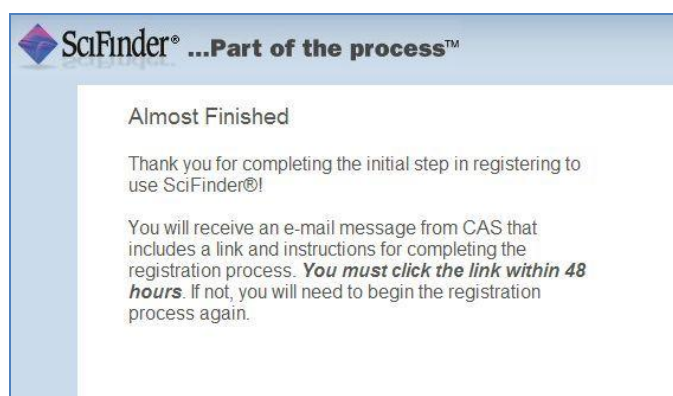 SciFinder® ...Part of the process™
Almost Finished
Thank you for completing the initial step in registering to
use SciFinder®!
You will receive an e-mail message from CAS that
includes a link and instructions for completing the
registration process. You must click the link within 48
hours. If not, you will need to begin the registration
process again.